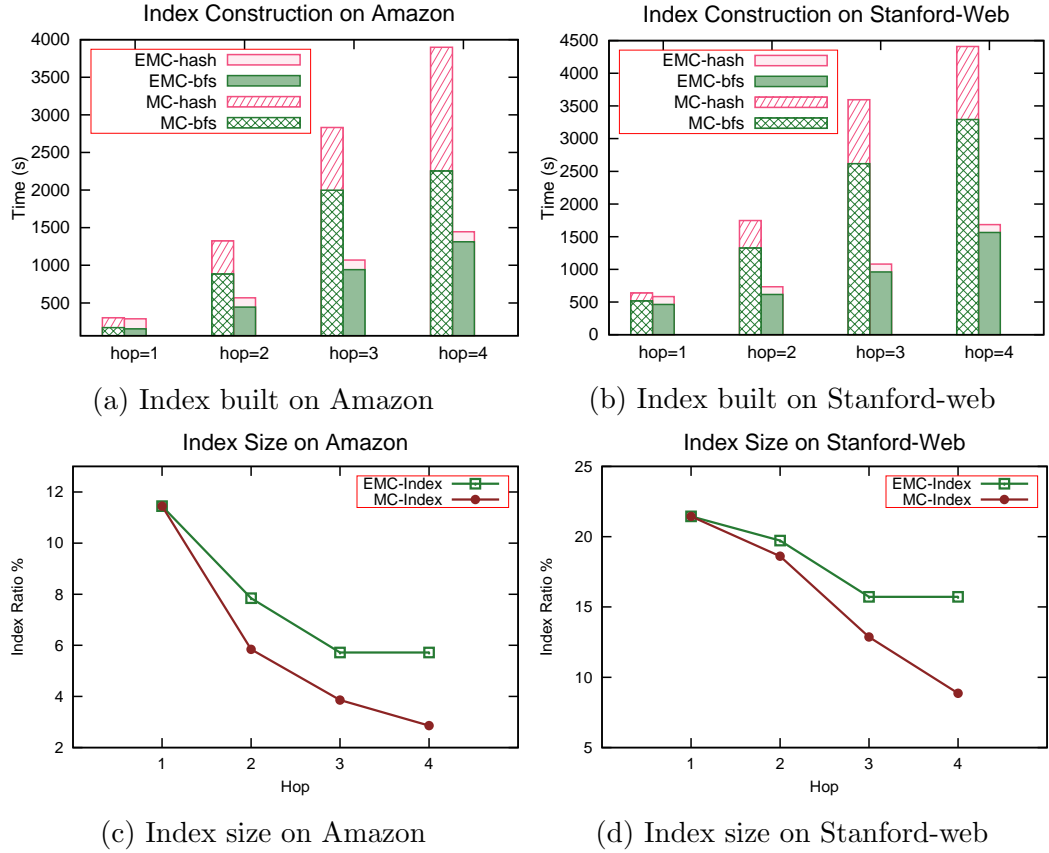 Index Construction on Amazon
4000
3500
3000
2500
2000
1500
1000
500
Time (s)
EMC-hash
EMC-bfs
MC-hash
MC-bfs
hop=1 hop=2 hop=3 hop=4
(a) Index built on Amazon
Index Construction on Stanford-Web
4500
4000
3500
3000
2500
2000
1500
1000
500
0
Time (s)
EMC-hash
EMC-bfs
MC-hash
MC-bfs
hop=1 hop=2 hop=3 hop=4
(b) Index built on Stanford-web
Index Size on Amazon
12
10
8
6
4
2
Index Ratio %
EMC-Index
MC-Index
1 2 3 4
Hop
(c) Index size on Amazon
Index Size on Stanford-Web
25
20
15
10
5
Index Ratio %
EMC-Index
MC-Index
1 2 3 4
Hop
(d) Index size on Stanford-web